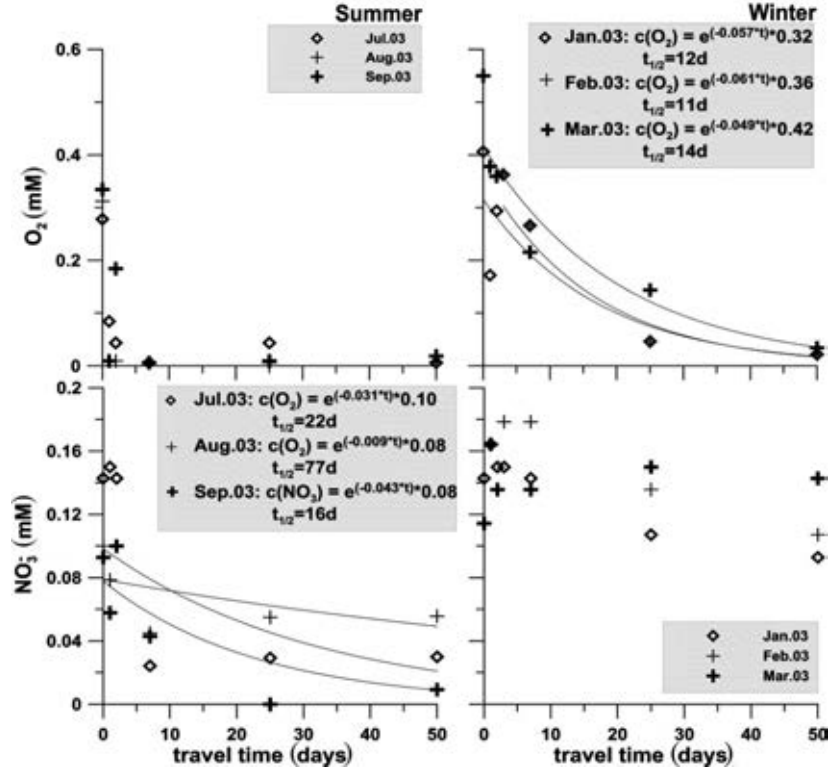 Summer
Winter
Jul.03
Aug.03
Sep.03
Jan.03: c(O₂) = e^(-0.057*t)*0.32
t₁/₂=12d
Feb.03: c(O₂) = e^(-0.061*t)*0.36
t₁/₂=11d
Mar.03: c(O₂) = e^(-0.049*t)*0.42
t₁/₂=14d
O₂ (mM)
0.6
0.4
0.2
0
Jul.03: c(O₂) = e^(-0.031*t)*0.10
t₁/₂=22d
Aug.03: c(O₂) = e^(-0.009*t)*0.08
t₁/₂=77d
Sep.03: c(NO₃) = e^(-0.043*t)*0.08
t₁/₂=16d
NO₃⁻ (mM)
0.2
0.16
0.12
0.08
0.04
0
Jan.03
Feb.03
Mar.03
0 10 20 30 40 50
0 10 20 30 40 50
travel time (days)
travel time (days)